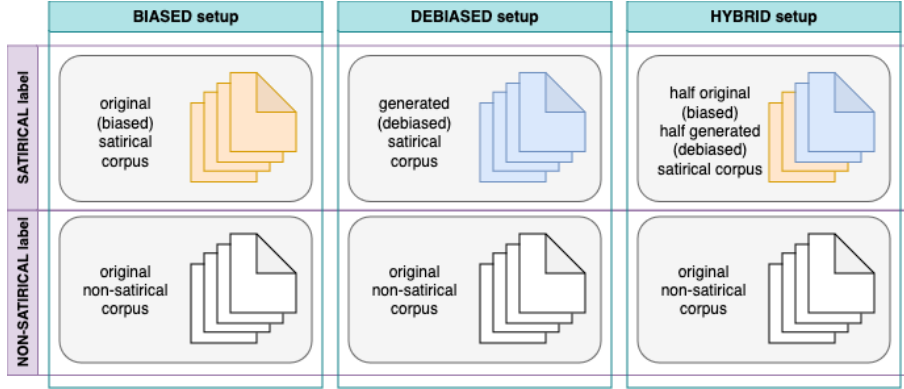 BIASED setup
DEBIASED setup
HYBRID setup
SATIRICAL label
original
(biased)
satirical
corpus
generated
(debiased)
satirical
corpus
half original
(biased)
half generated
(debiased)
satirical corpus
NON-SATIRICAL label
original
non-satirical
corpus
original
non-satirical
corpus
original
non-satirical
corpus